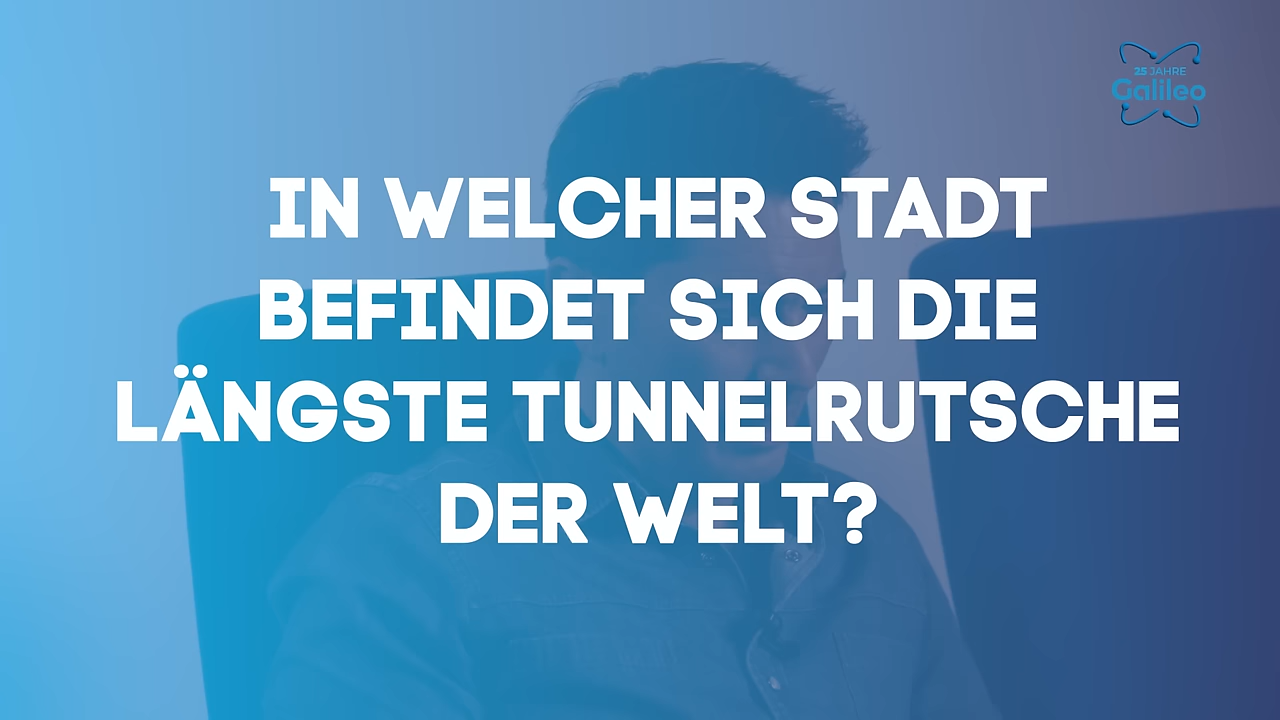 25 JAHRE
Galileo
IN WELCHER STADT
BEFINDET SICH DIE
LÄNGSTE TUNNELRUTSCHE
DER WELT?